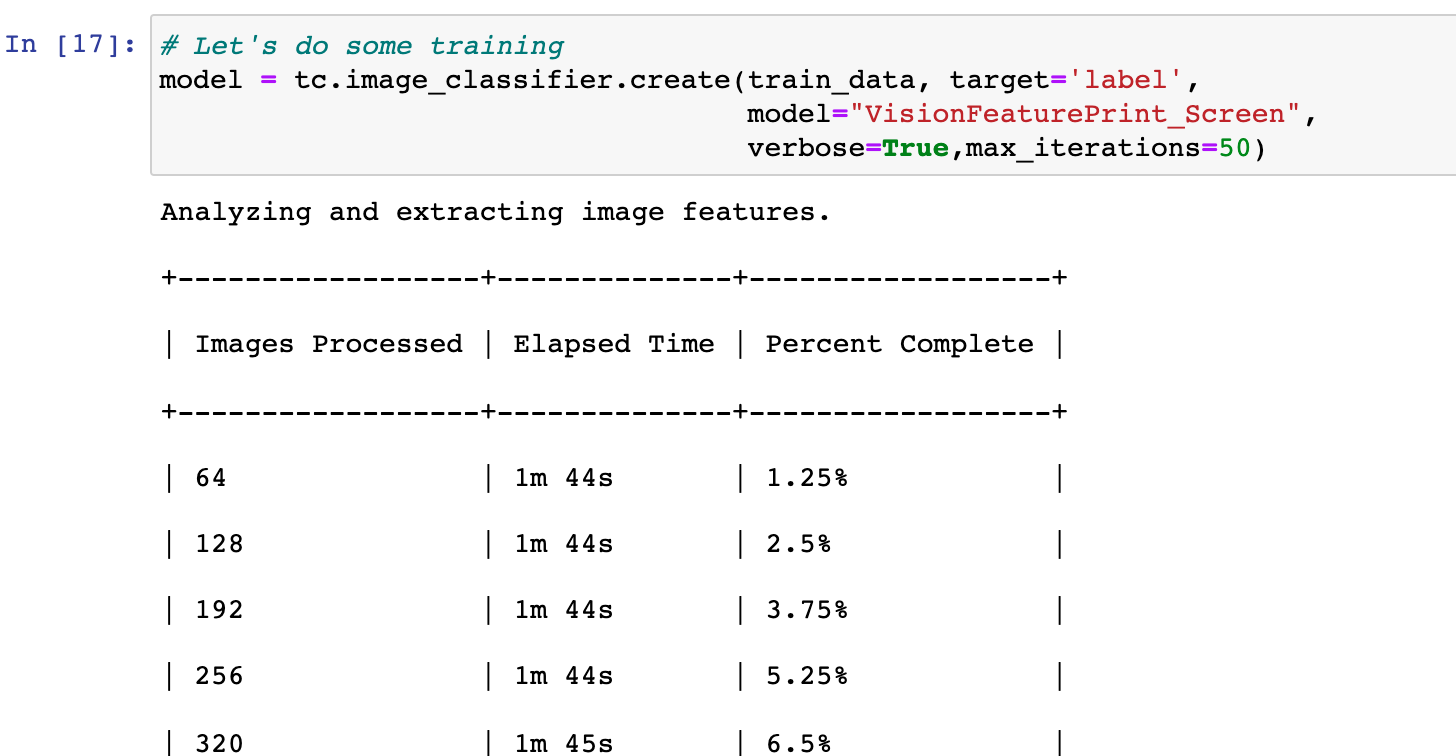 In [17]: # Let's do some training
model = tc.image_classifier.create(train_data, target='label',
model="VisionFeaturePrint_Screen",
verbose=True,max_iterations=50)
Analyzing and extracting image features.
+------------------+--------------+------------------+
| Images Processed | Elapsed Time | Percent Complete |
+------------------+--------------+------------------+
| 64 | 1m 44s | 1.25% |
| 128 | 1m 44s | 2.5% |
| 192 | 1m 44s | 3.75% |
| 256 | 1m 44s | 5.25% |
| 320 | 1m 45s | 6.5% |